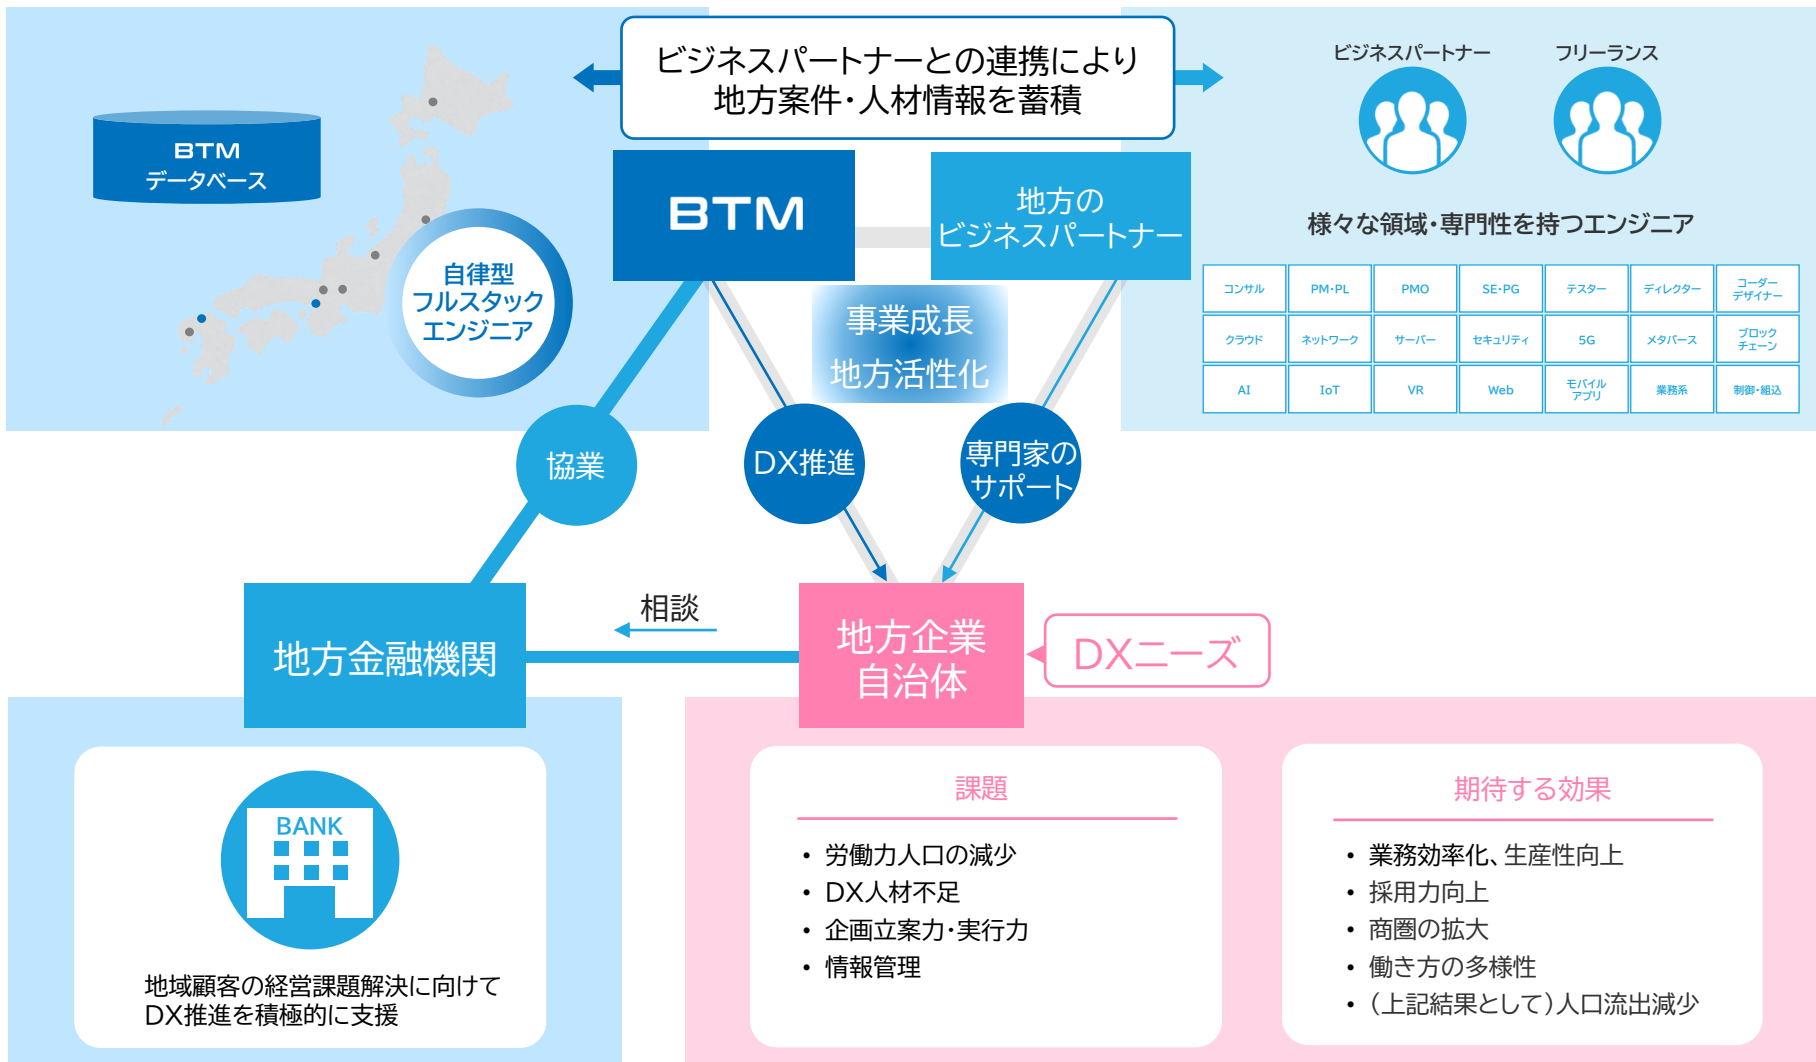 ビジネスパートナーとの連携により
地方案件・人材情報を蓄積
BTM
データベース
自律型
フルスタック
エンジニア
BTM
地方の
ビジネスパートナー
ビジネスパートナー
フリーランス
様々な領域・専門性を持つエンジニア
コンサル
PM・PL
PMO
SE・PG
テスター
ディレクター
コーダー
デザイナー
クラウド
ネットワーク
サーバー
セキュリティ
5G
メタバース
ブロック
チェーン
AI
IoT
VR
Web
モバイル
アプリ
業務系
制御・組込
事業成長
地方活性化
協業
DX推進
専門家の
サポート
地方金融機関
相談
地方企業
自治体
DXニーズ
BANK
地域顧客の経営課題解決に向けて
DX推進を積極的に支援
課題
・ 労働力人口の減少
・ DX人材不足
・ 企画立案力・実行力
・ 情報管理
期待する効果
・ 業務効率化、生産性向上
・ 採用力向上
・ 商圏の拡大
・ 働き方の多様性
・ （上記結果として）人口流出減少